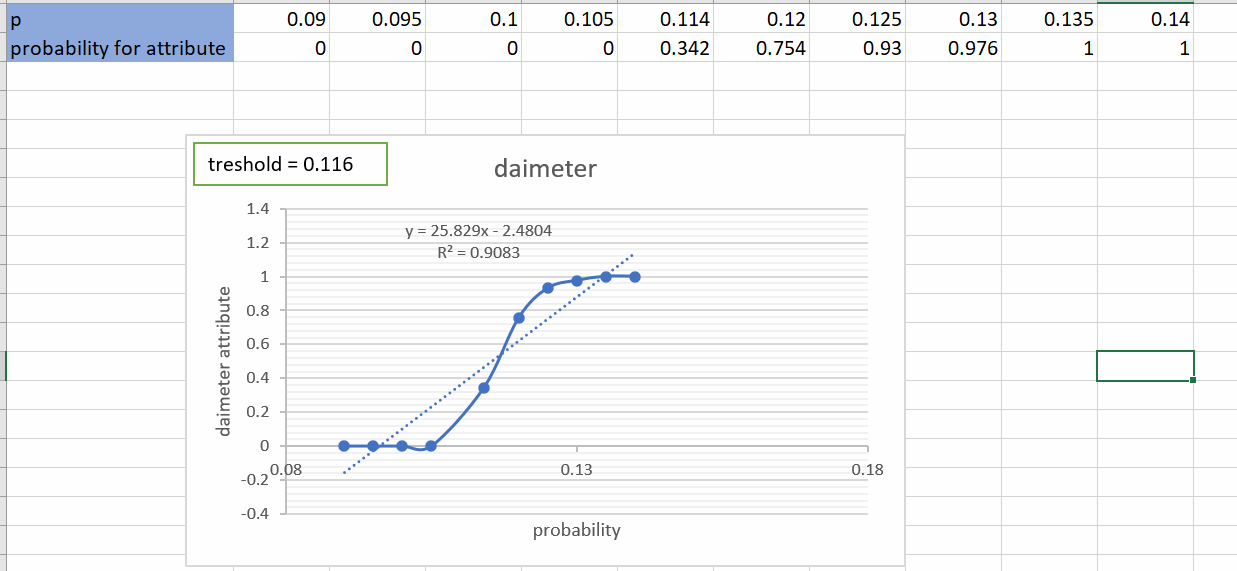 p 0.09 0.095 0.1 0.105 0.114 0.12 0.125 0.13 0.135 0.14
probability for attribute 0 0 0 0 0.342 0.754 0.93 0.976 1 1
treshold = 0.116
daimeter
y = 25.829x - 2.4804
R² = 0.9083
daimeter attribute
1.4
1.2
1
0.8
0.6
0.4
0.2
0
-0.2
-0.4
0.08 0.13 0.18
probability